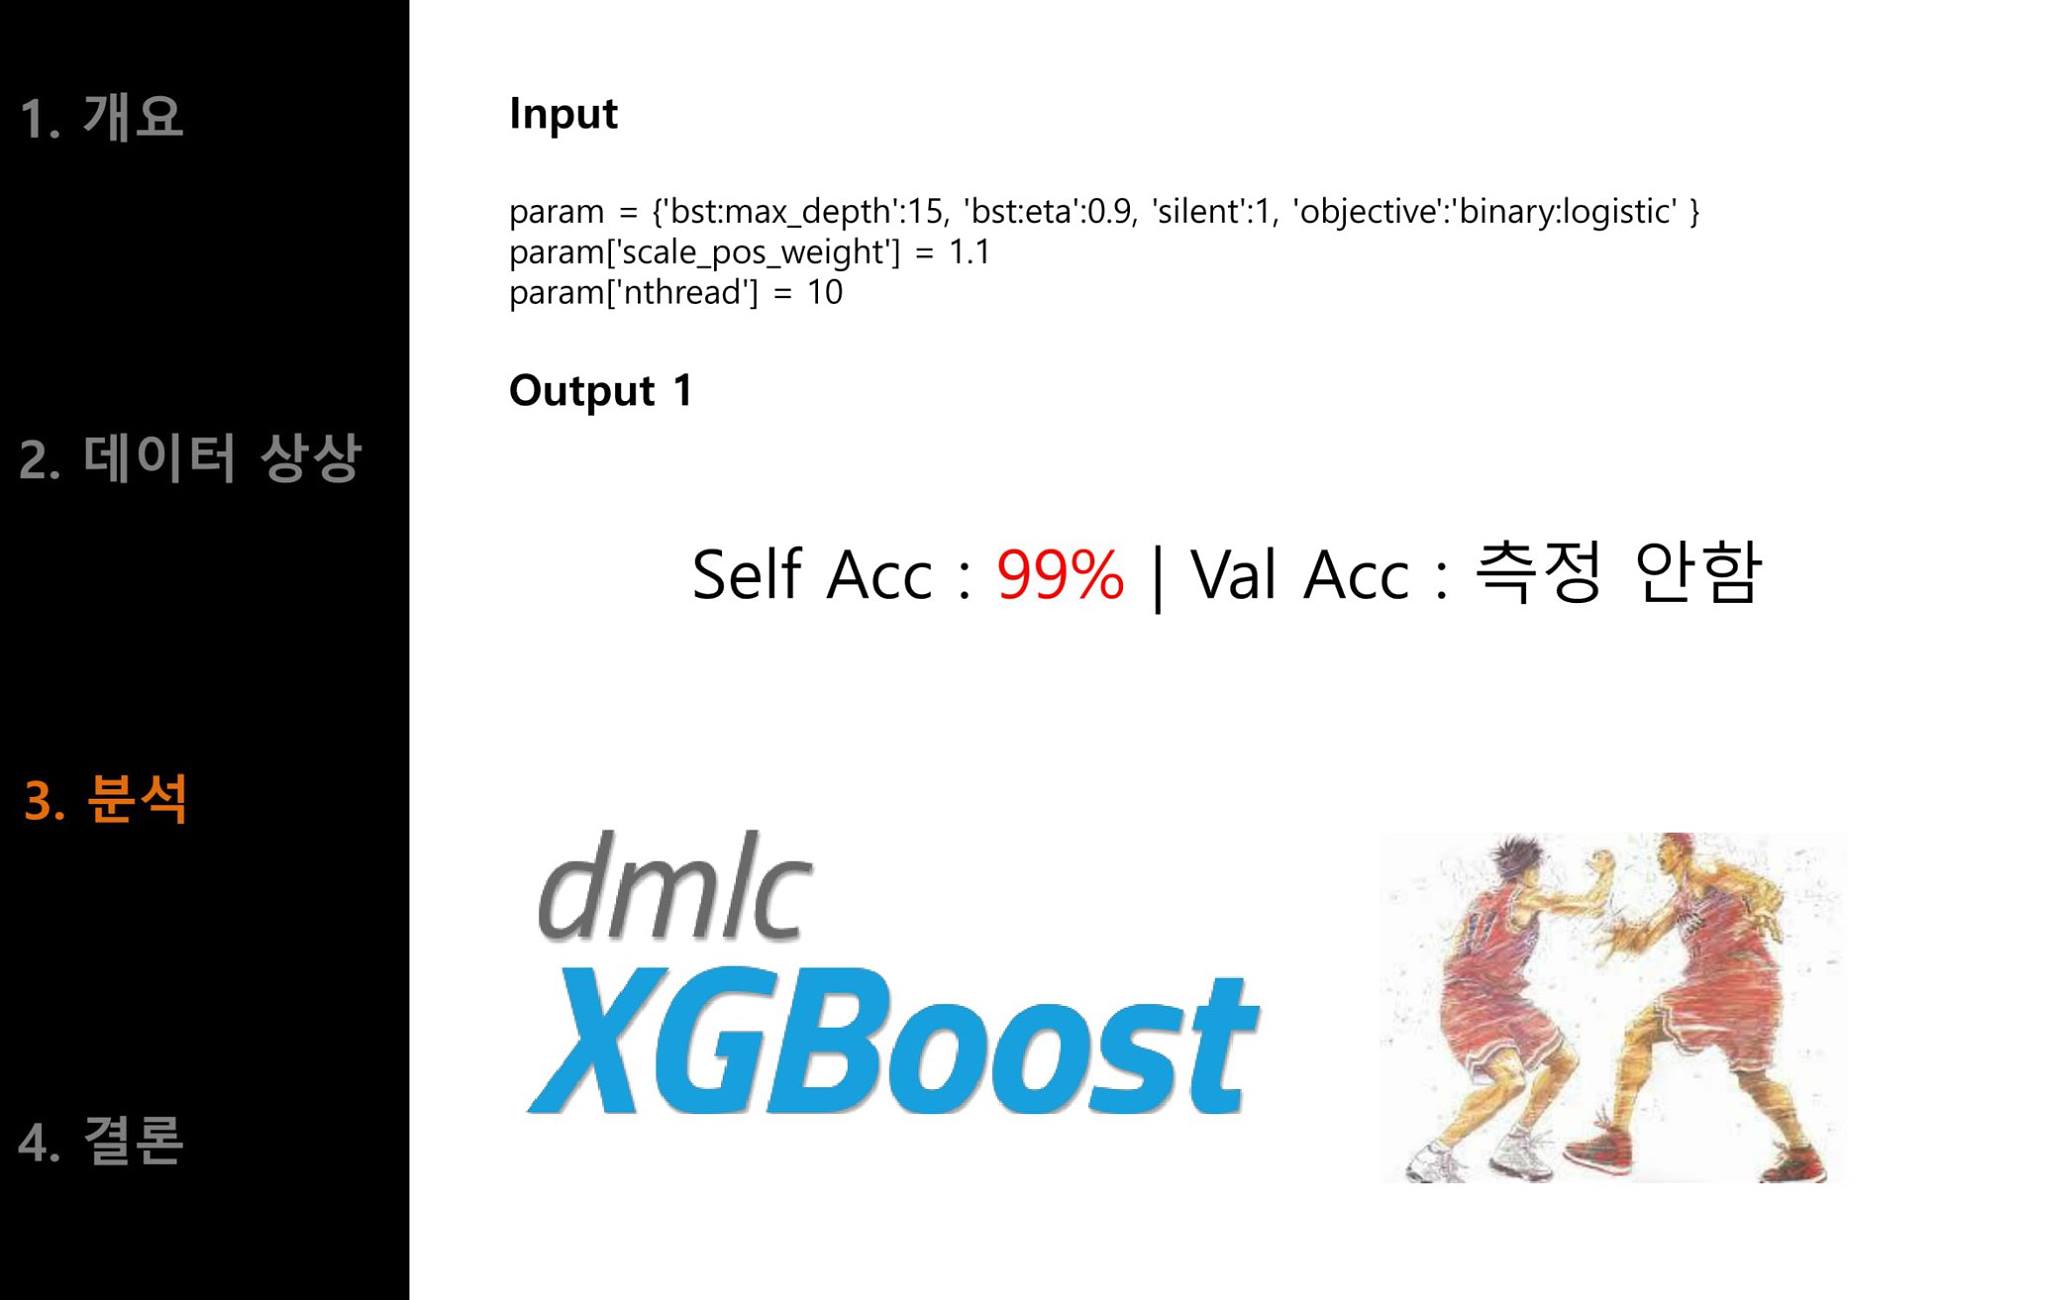 1. 개요
2. 데이터 상상
3. 분석
4. 결론
Input
param = {'bst:max_depth':15, 'bst:eta':0.9, 'silent':1, 'objective':'binary:logistic' }
param['scale_pos_weight'] = 1.1
param['nthread'] = 10
Output 1
Self Acc : 99% | Val Acc : 측정 안함
dmlc
XGBoost
11